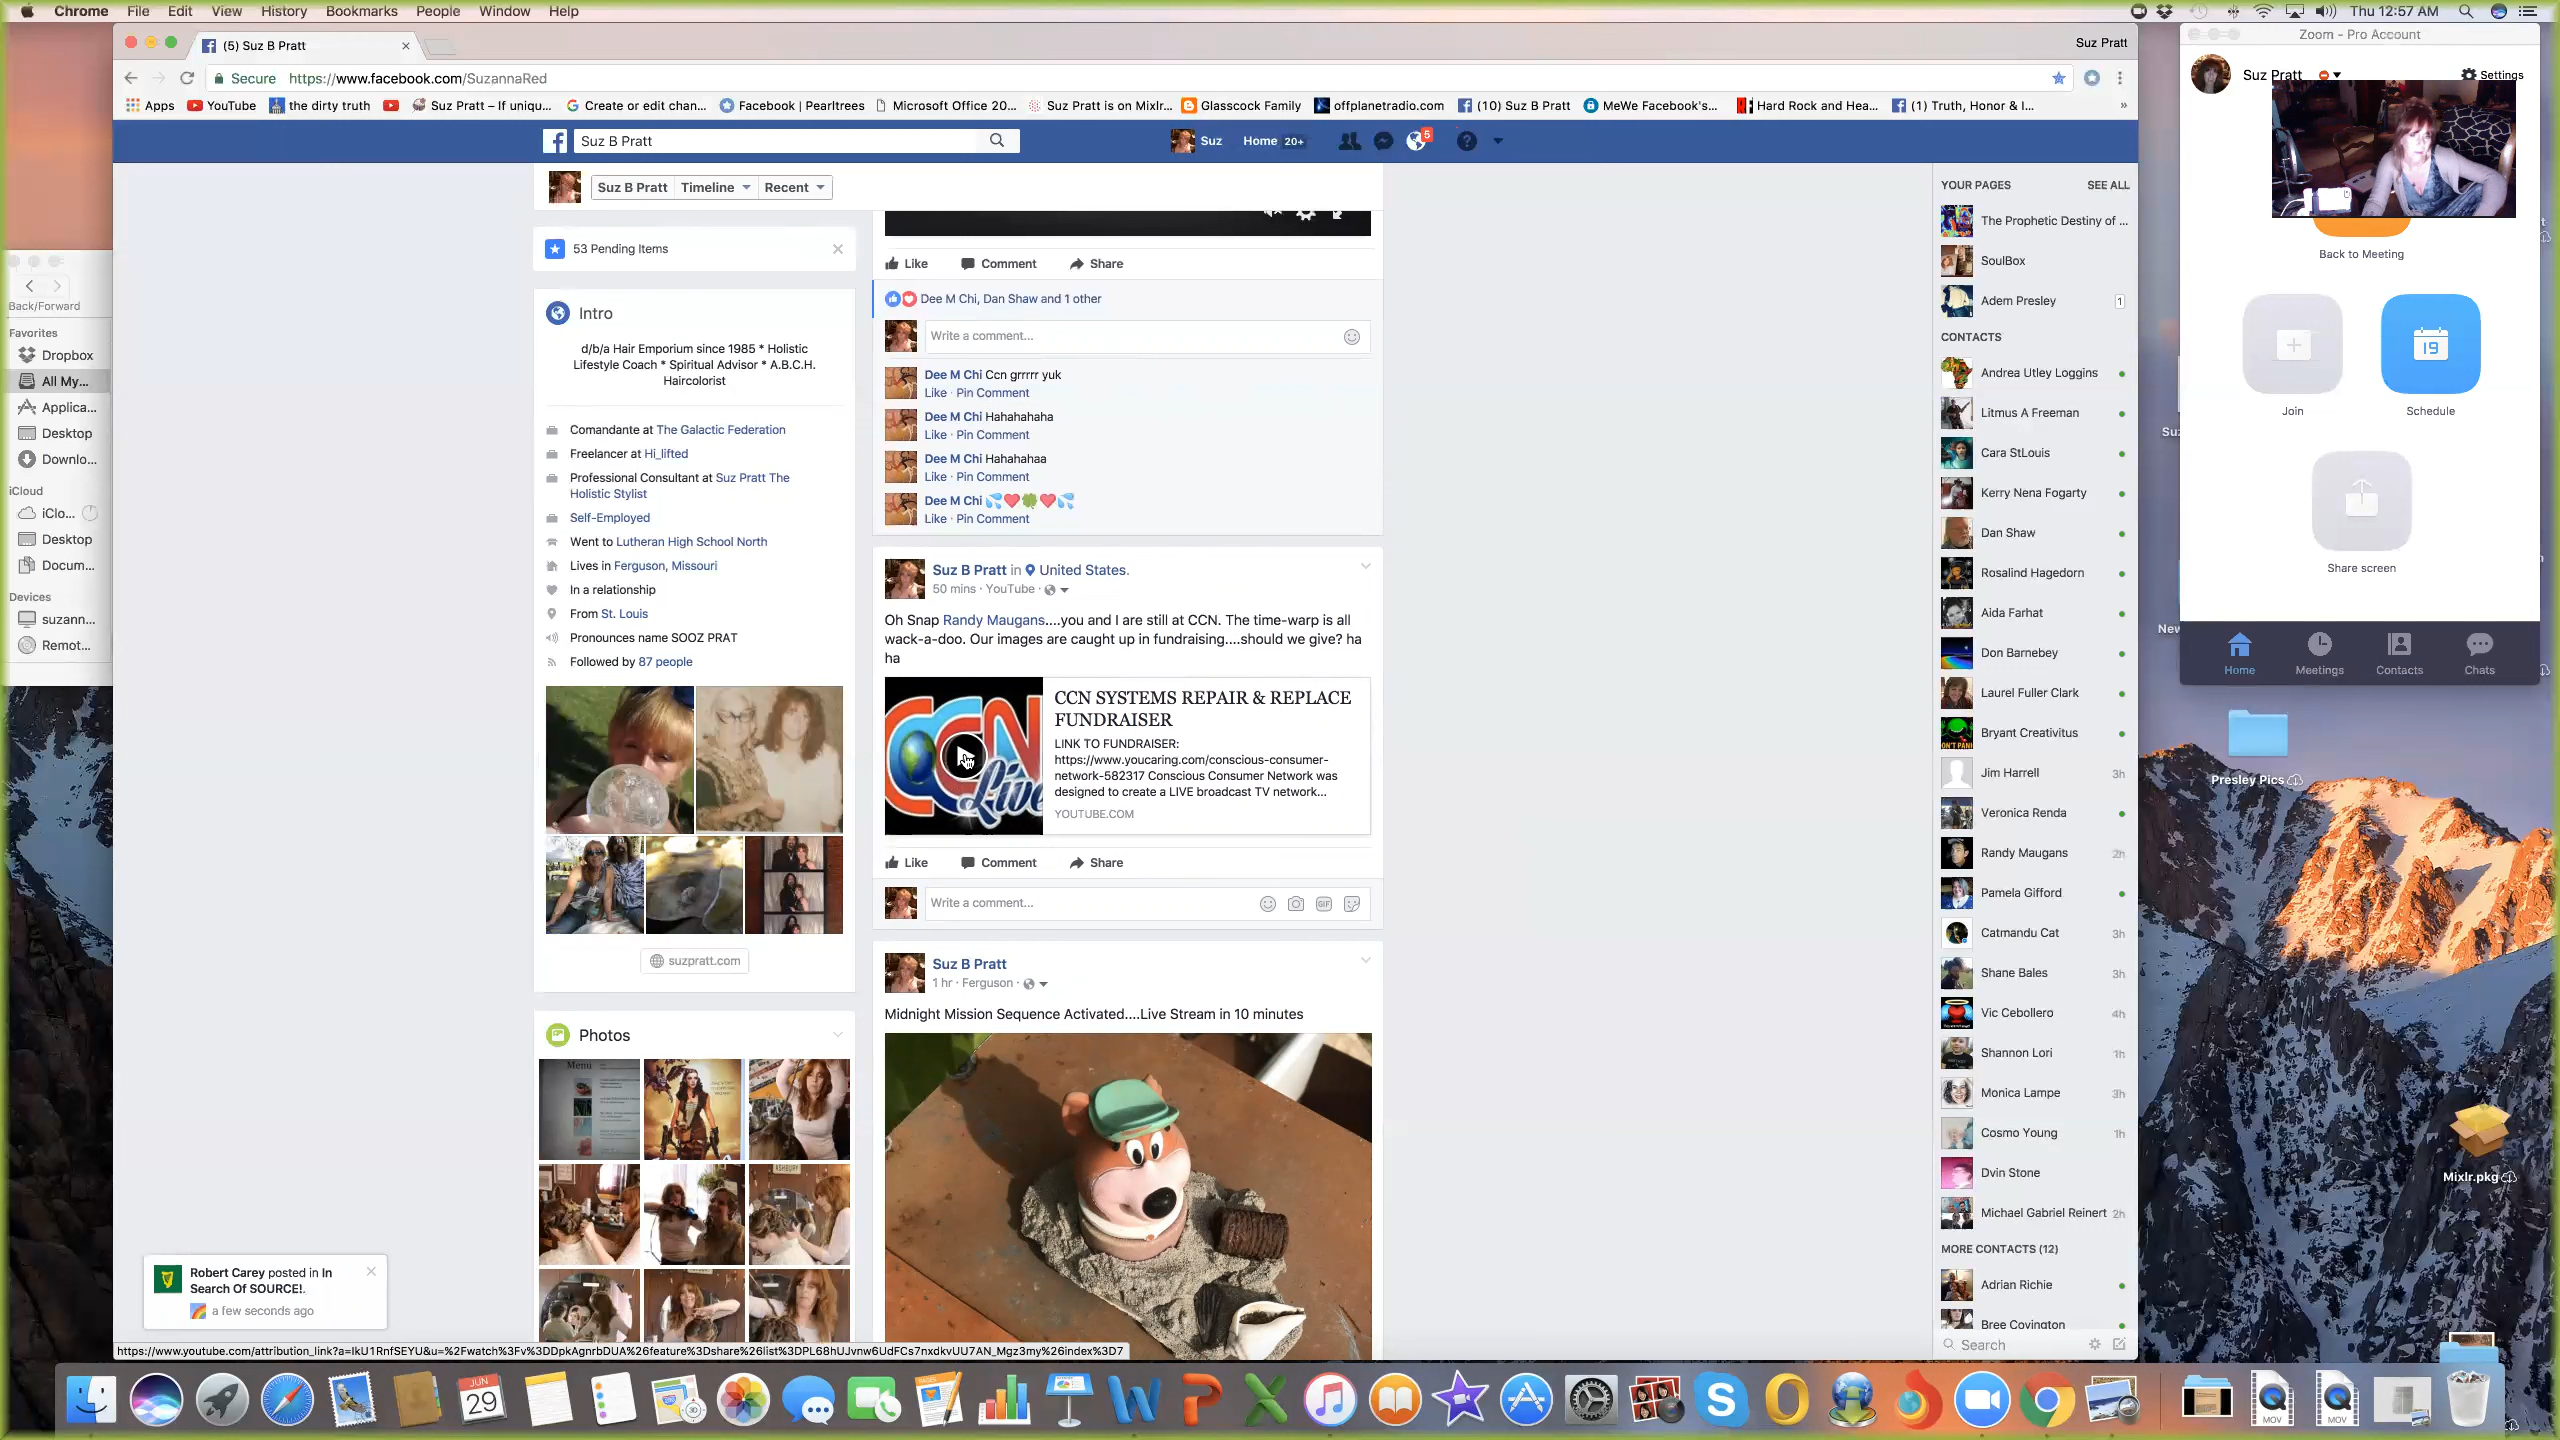 Chrome File Edit View History Bookmarks People Window Help
Thu 12:57 AM
(5) Suz B Pratt
Suz Pratt
Secure https://www.facebook.com/SuzannaRed
Apps YouTube the dirty truth Suz Pratt – If uniqu... Create or edit chan... Facebook | Pearltrees Microsoft Office 20... Suz Pratt is on Mixlr... Glasscock Family offplanetradio.com (10) Suz B Pratt MeWe Facebook's... Hard Rock and Hea... (1) Truth, Honor & I... »
Suz B Pratt
Suz Home 20+ 5
Suz B Pratt Timeline Recent
Back/Forward
Favorites
Dropbox
All My...
Applica...
Desktop
Downlo...
iCloud
iClo...
Desktop
Docum...
Devices
suzann...
Remot...
53 Pending Items
Intro
d/b/a Hair Emporium since 1985 * Holistic
Lifestyle Coach * Spiritual Advisor * A.B.C.H.
Haircolorist
Comandante at The Galactic Federation
Freelancer at Hi_lifted
Professional Consultant at Suz Pratt The
Holistic Stylist
Self-Employed
Went to Lutheran High School North
Lives in Ferguson, Missouri
In a relationship
From St. Louis
Pronounces name SOOZ PRAT
Followed by 87 people
suzpratt.com
Photos
Menu
ASHBURY
Robert Carey posted in In
Search Of SOURCE!.
a few seconds ago
Like Comment Share
Dee M Chi, Dan Shaw and 1 other
Write a comment...
Dee M Chi Ccn grrrrr yuk
Like · Pin Comment
Dee M Chi Hahahahaha
Like · Pin Comment
Dee M Chi Hahahahaa
Like · Pin Comment
Dee M Chi 💦❤️🍀❤️💦
Like · Pin Comment
Suz B Pratt in United States.
50 mins · YouTube ·
Oh Snap Randy Maugans....you and I are still at CCN. The time-warp is all
wack-a-doo. Our images are caught up in fundraising....should we give? ha
ha
CCN
Live
CCN SYSTEMS REPAIR & REPLACE
FUNDRAISER
LINK TO FUNDRAISER:
https://www.youcaring.com/conscious-consumer-
network-582317 Conscious Consumer Network was
designed to create a LIVE broadcast TV network...
YOUTUBE.COM
Like Comment Share
Write a comment...
GIF
Suz B Pratt
1 hr · Ferguson ·
Midnight Mission Sequence Activated....Live Stream in 10 minutes
YOUR PAGES SEE ALL
The Prophetic Destiny of ...
SoulBox
Adem Presley 1
CONTACTS
Andrea Utley Loggins
Litmus A Freeman
Cara StLouis
Kerry Nena Fogarty
Dan Shaw
Rosalind Hagedorn
Aida Farhat
Don Barnebey
Laurel Fuller Clark
Bryant Creativitus
Jim Harrell 3h
Veronica Renda
Randy Maugans 2h
Pamela Gifford
Catmandu Cat 3h
Shane Bales 3h
Vic Cebollero 4h
Shannon Lori 1h
Monica Lampe 3h
Cosmo Young 1h
Dvin Stone
Michael Gabriel Reinert 2h
MORE CONTACTS (12)
Adrian Richie
Bree Covington
Search
Zoom - Pro Account
Suz Pratt
Settings
Back to Meeting
19
Join Schedule
Share screen
Home Meetings Contacts Chats
Suz
New
Presley Pics
Mixlr.pkg
https://www.youtube.com/attribution_link?a=IkU1RnfSEYU&u=%2Fwatch%3Fv%3DDpkAgnrbDUA%26feature%3Dshare%26list%3DPL68hUJvnw6UdFCs7nxdkvUU7AN_Mgz3my%26index%3D7
JUN
29
MOV
MOV